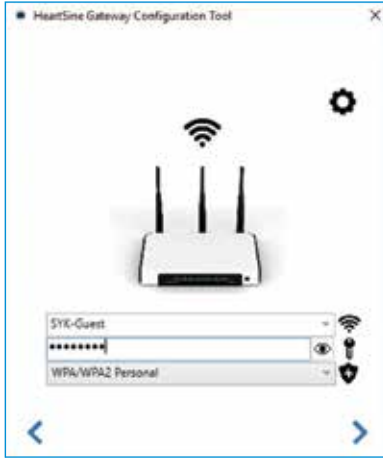 HeartSine Gateway Configuration Tool
SYK-Guest
••••••••
WPA/WPA2 Personal